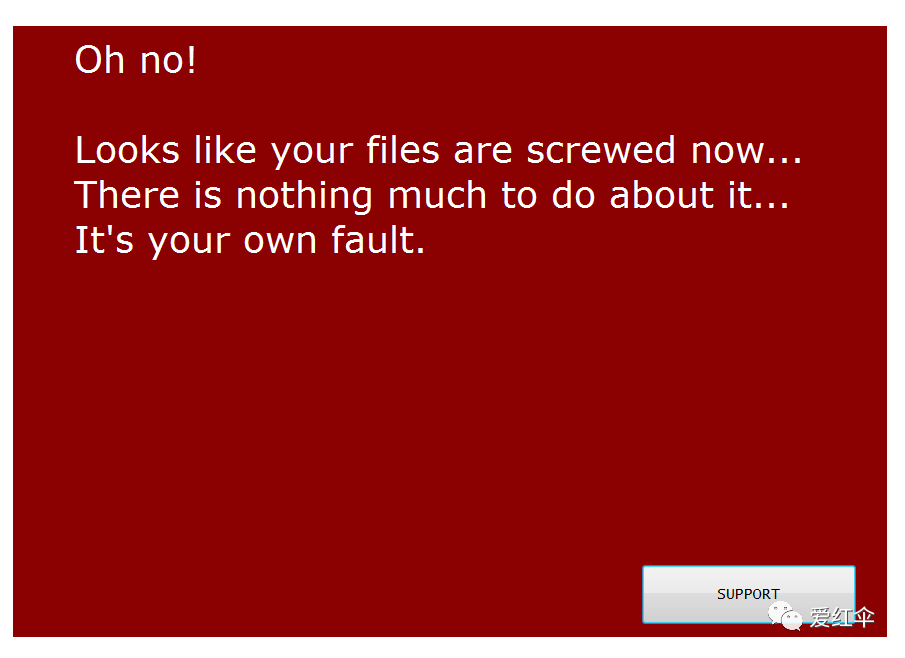 Oh no!
Looks like your files are screwed now...
There is nothing much to do about it...
It's your own fault.
SUPPORT
爱红伞